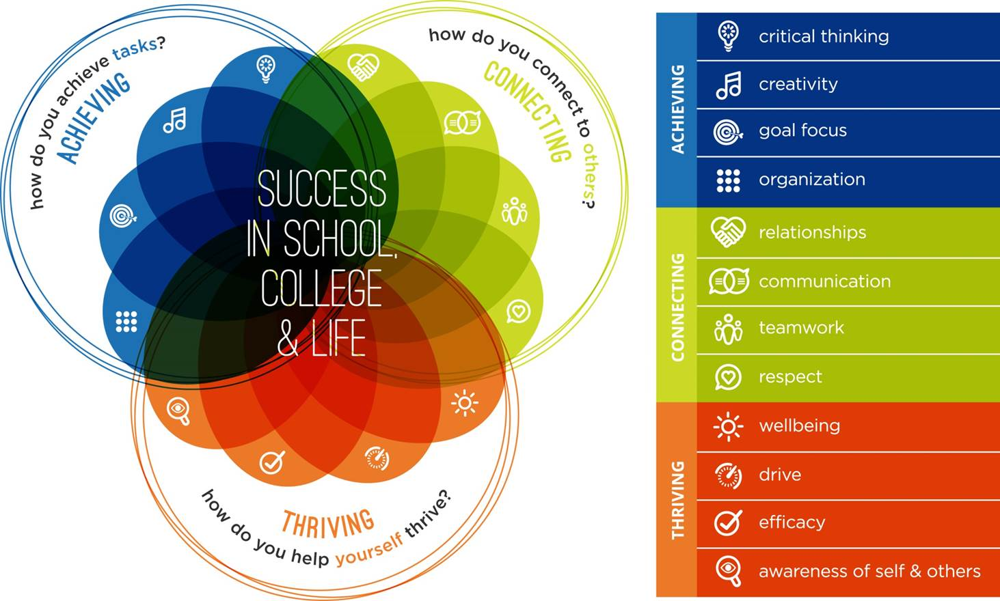 how do you achieve tasks?
ACHIEVING
how do you connect to others?
CONNECTING
SUCCESS
IN SCHOOL,
COLLEGE
& LIFE
THRIVING
how do you help yourself thrive?
ACHIEVING
critical thinking
creativity
goal focus
organization
CONNECTING
relationships
communication
teamwork
respect
THRIVING
wellbeing
drive
efficacy
awareness of self & others